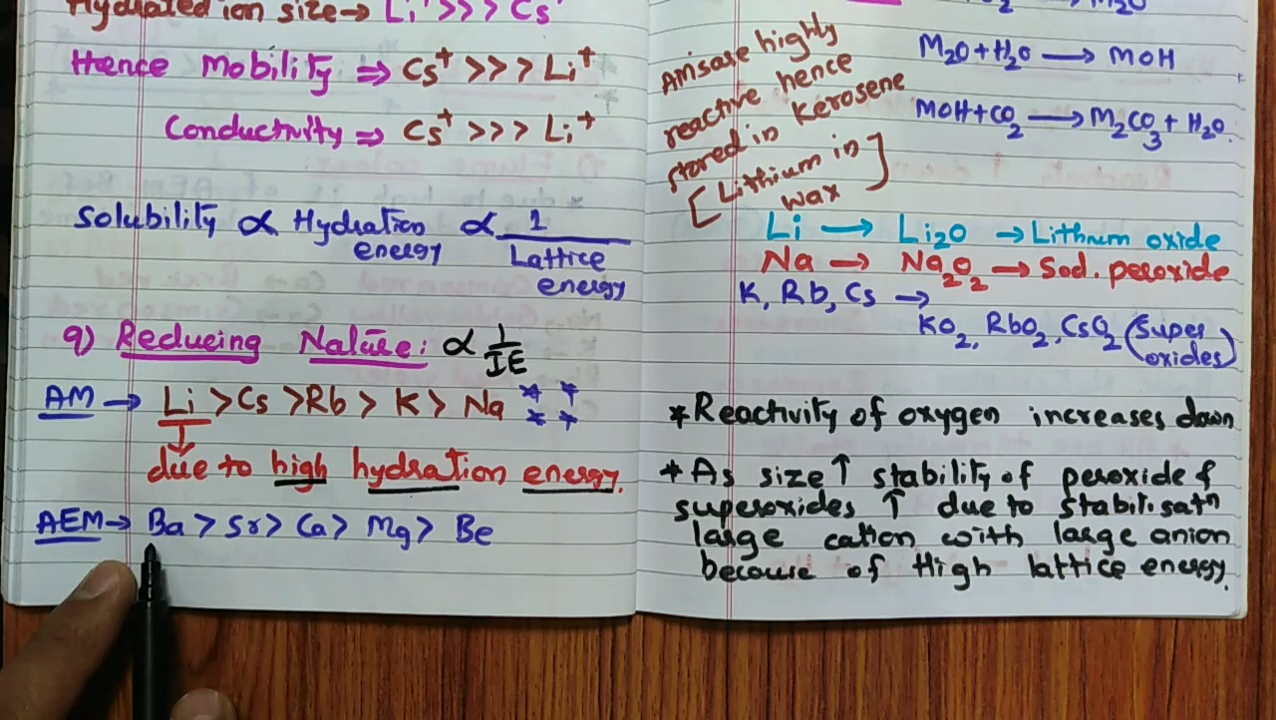 Hydrated ion size → Li⁺ >>> Cs⁺
Hence Mobility ⇒ Cs⁺ >>> Li⁺
Conductivity ⇒ Cs⁺ >>> Li⁺
Solubility ∝ Hydration energy ∝ 1/Lattice energy
9) Reducing Nature: ∝ 1/IE
AM → Li > Cs > Rb > K > Na ** **
↓
due to high hydration energy.
AEM → Ba > Sr > Ca > Mg > Be
M₂O
M₂O + H₂O → MOH
MOH + CO₂ → M₂CO₃ + H₂O.
AMs are highly
reactive hence
stored in Kerosene
[Lithium in
wax]
Li → Li₂O → Lithium oxide
Na → Na₂O₂ → Sod. peroxide
K, Rb, Cs →
KO₂, RbO₂, CsO₂ (Super
oxides)
*Reactivity of oxygen increases down
*As size ↑ stability of peroxide &
superoxides ↑ due to stabilisatⁿ
large cation with large anion
because of High lattice energy.